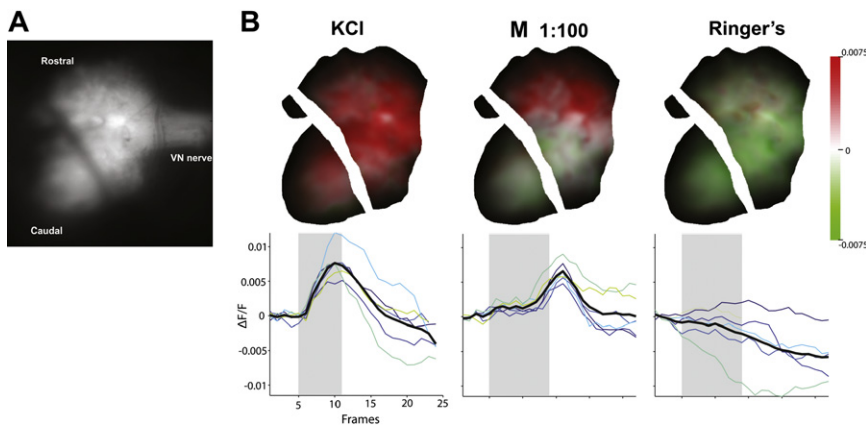 A
Rostral
VN nerve
Caudal
B
KCl
M 1:100
Ringer's
0.0075
0
-0.0075
0.01
0.005
0
-0.005
-0.01
ΔF/F
5 10 15 20 25
Frames